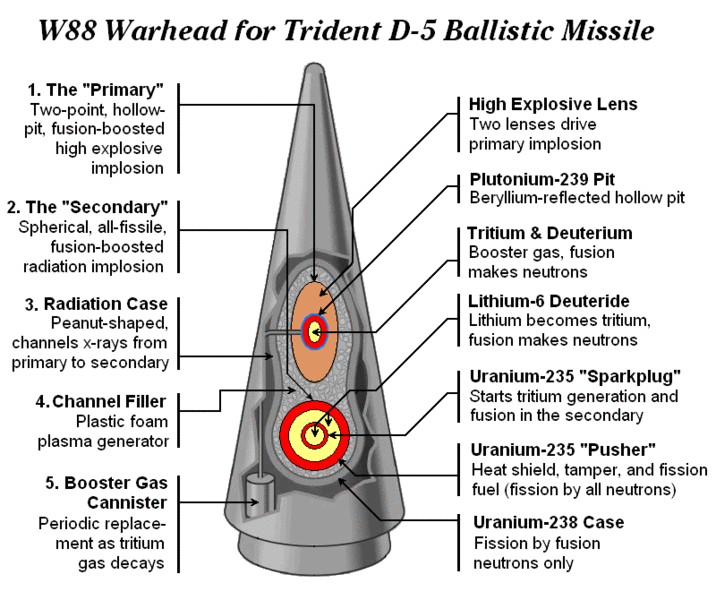 W88 Warhead for Trident D-5 Ballistic Missile
1. The "Primary"
Two-point, hollow-
pit, fusion-boosted
high explosive
implosion
2. The "Secondary"
Spherical, all-fissile,
fusion-boosted
radiation implosion
3. Radiation Case
Peanut-shaped,
channels x-rays from
primary to secondary
4. Channel Filler
Plastic foam
plasma generator
5. Booster Gas
Cannister
Periodic replace-
ment as tritium
gas decays
High Explosive Lens
Two lenses drive
primary implosion
Plutonium-239 Pit
Beryllium-reflected hollow pit
Tritium & Deuterium
Booster gas, fusion
makes neutrons
Lithium-6 Deuteride
Lithium becomes tritium,
fusion makes neutrons
Uranium-235 "Sparkplug"
Starts tritium generation and
fusion in the secondary
Uranium-235 "Pusher"
Heat shield, tamper, and fission
fuel (fission by all neutrons)
Uranium-238 Case
Fission by fusion
neutrons only